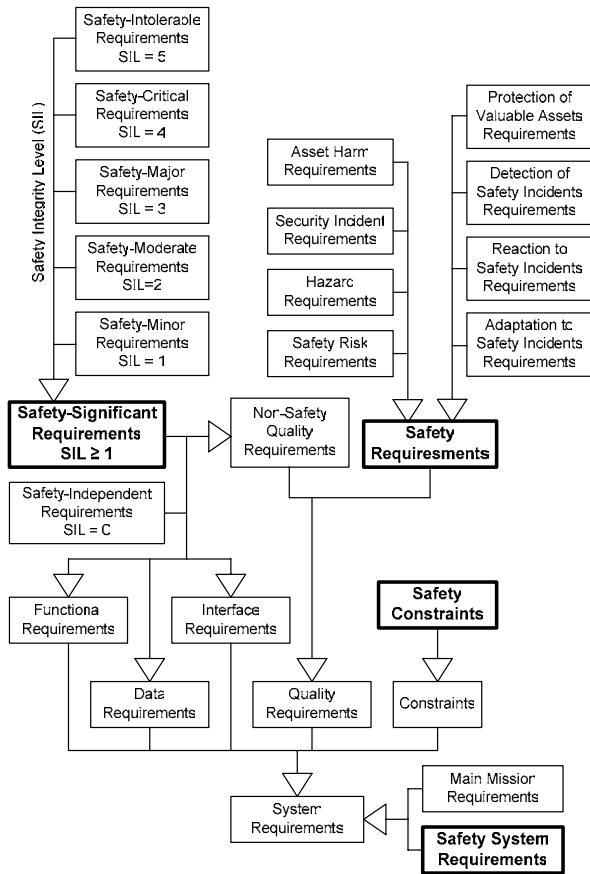 Safety Integrity Level (SIL)
Safety-Intolerable
Requirements
SIL = 5
Safety-Critical
Requirements
SIL = 4
Safety-Major
Requirements
SIL = 3
Safety-Moderate
Requirements
SIL=2
Safety-Minor
Requirements
SIL = 1
Safety-Significant
Requirements
SIL ≥ 1
Asset Harm
Requirements
Security Incident
Requirements
Hazarc
Requirements
Safety Risk
Requirements
Protection of
Valuable Assets
Requirements
Detection of
Safety Incidents
Requirements
Reaction to
Safety Incidents
Requirements
Adaptation to
Safety Incidents
Requirements
Non-Safety
Quality
Requirements
Safety
Requiresments
Safety-Independent
Requirements
SIL = C
Functiona
Requirements
Interface
Requirements
Safety
Constraints
Data
Requirements
Quality
Requirements
Constraints
System
Requirements
Main Mission
Requirements
Safety System
Requirements